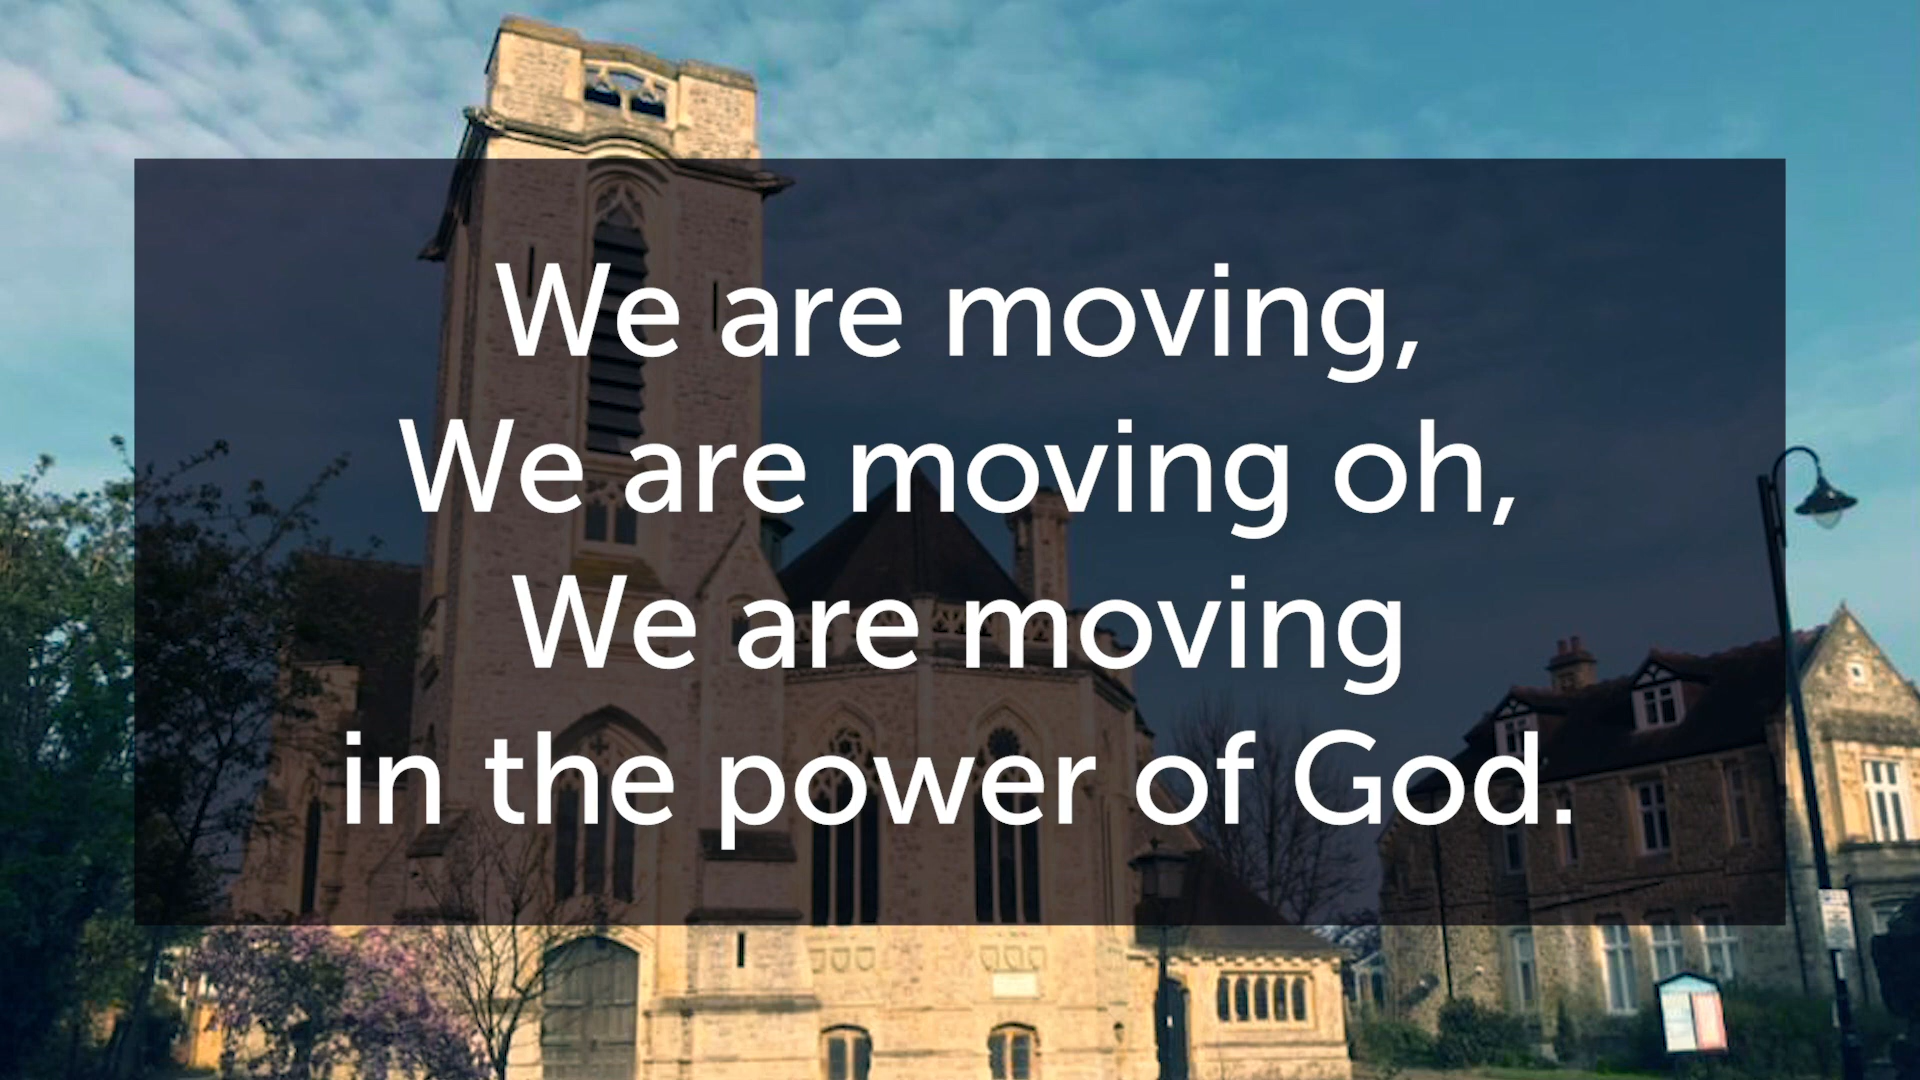 We are moving,
We are moving oh,
We are moving
in the power of God.